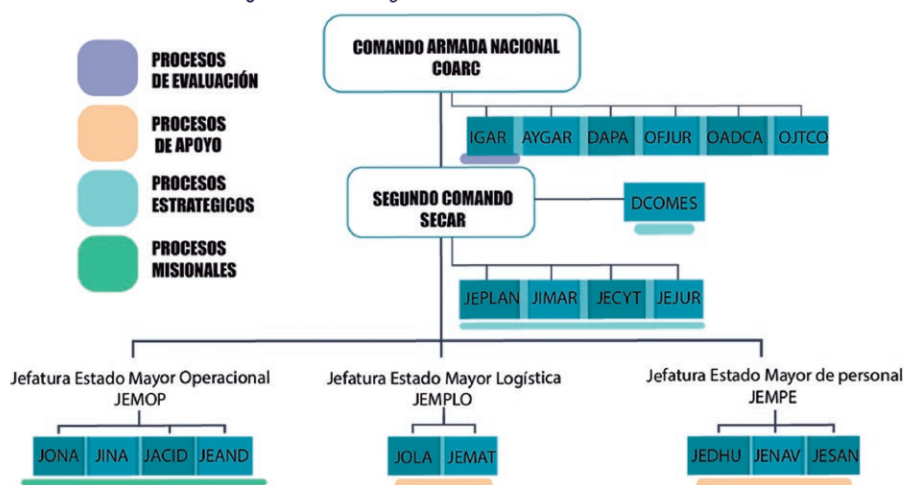 COMANDO ARMADA NACIONAL
COARC
PROCESOS
DE EVALUACIÓN
PROCESOS
DE APOYO
PROCESOS
ESTRATEGICOS
PROCESOS
MISIONALES
IGAR AYGAR DAPA OFJUR OADCA OJTCO
SEGUNDO COMANDO
SECAR
DCOMES
JEPLAN JIMAR JECYT JEJUR
Jefatura Estado Mayor Operacional
JEMOP
JONA JINA JACID JEAND
Jefatura Estado Mayor Logística
JEMPLO
JOLA JEMAT
Jefatura Estado Mayor de personal
JEMPE
JEDHU JENAV JESAN